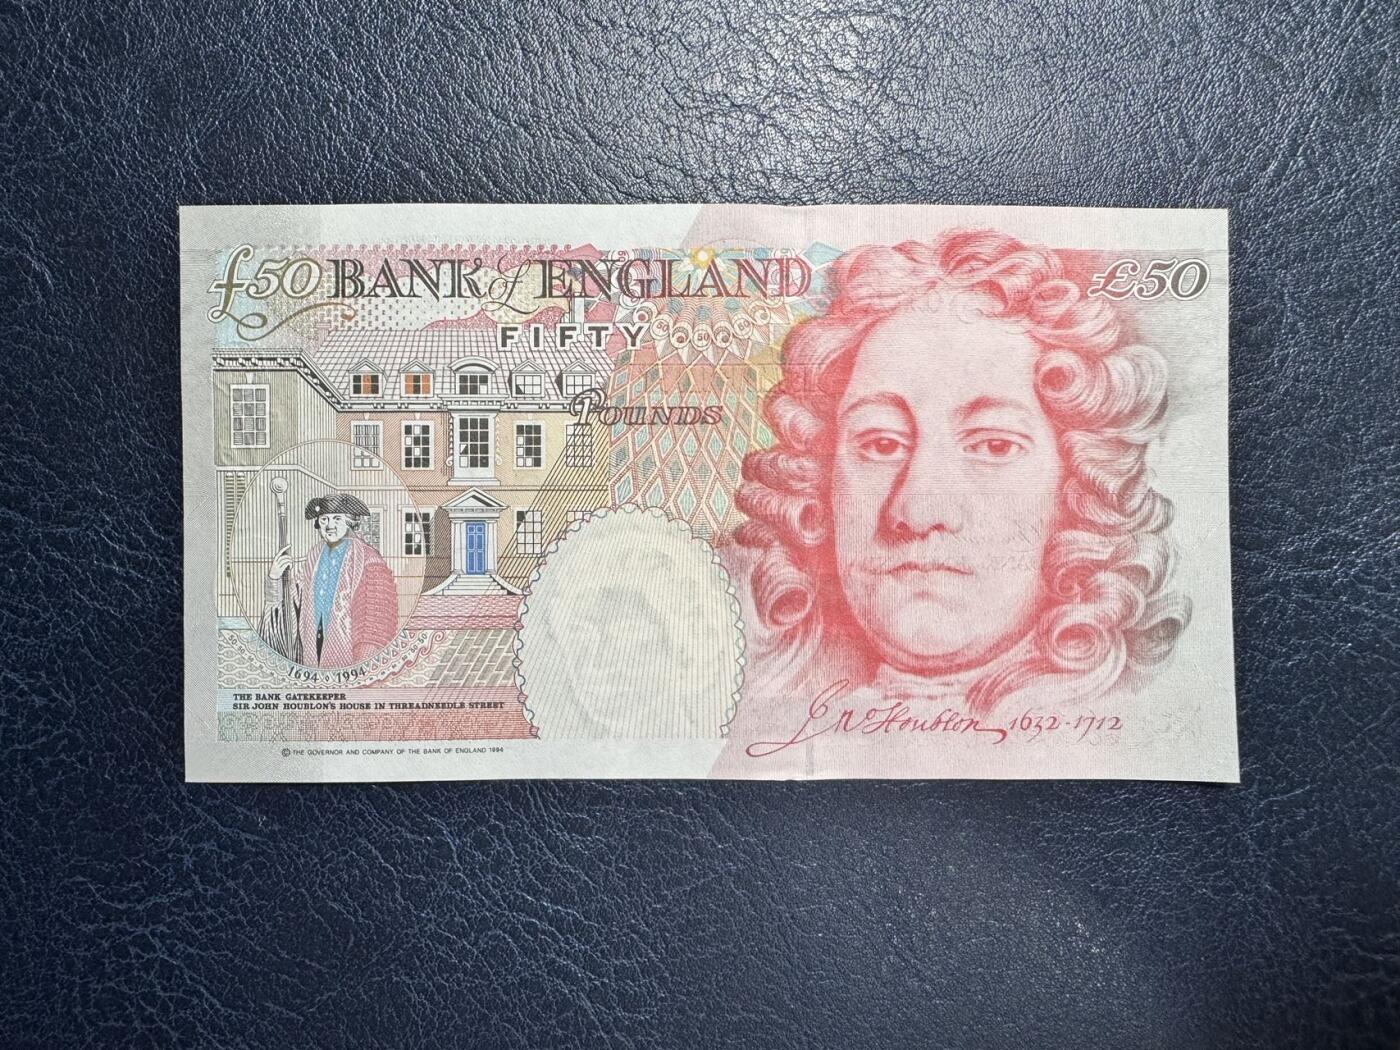 £50 BANK of ENGLAND £50
FIFTY
POUNDS
1694 ◊ 1994
THE BANK GATEKEEPER
SIR JOHN HOUBLON'S HOUSE IN THREADNEEDLE STREET
© THE GOVERNOR AND COMPANY OF THE BANK OF ENGLAND 1994
Jno Houblon 1632-1712